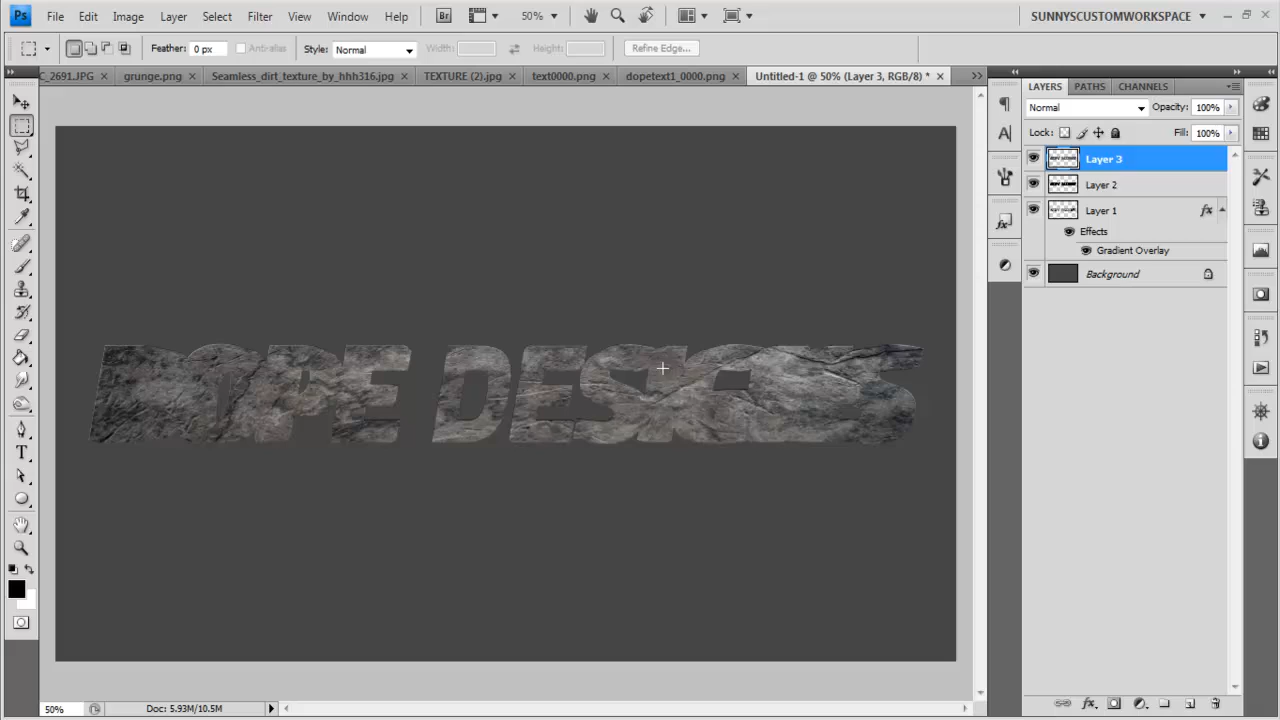 Ps File Edit Image Layer Select Filter View Window Help Br 50% SUNNYSCUSTOMWORKSPACE
Feather: 0 px Anti-alias Style: Normal Width: Height: Refine Edge...
C_2691.JPG grunge.png Seamless_dirt_texture_by_hhh316.jpg TEXTURE (2).jpg text0000.png dopetext1_0000.png Untitled-1 @ 50% (Layer 3, RGB/8) *
LAYERS PATHS CHANNELS
Normal Opacity: 100%
Lock: Fill: 100%
Layer 3
Layer 2
Layer 1 fx
Effects
Gradient Overlay
Background
DOPE DESIGNS
50% Doc: 5.93M/10.5M